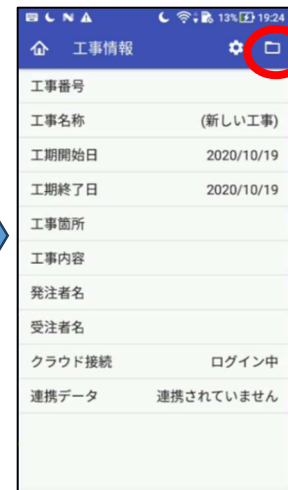 N A 13% 19:24
工事情報
工事番号
工事名称 (新しい工事)
工期開始日 2020/10/19
工期終了日 2020/10/19
工事箇所
工事内容
発注者名
受注者名
クラウド接続 ログイン中
連携データ 連携されていません